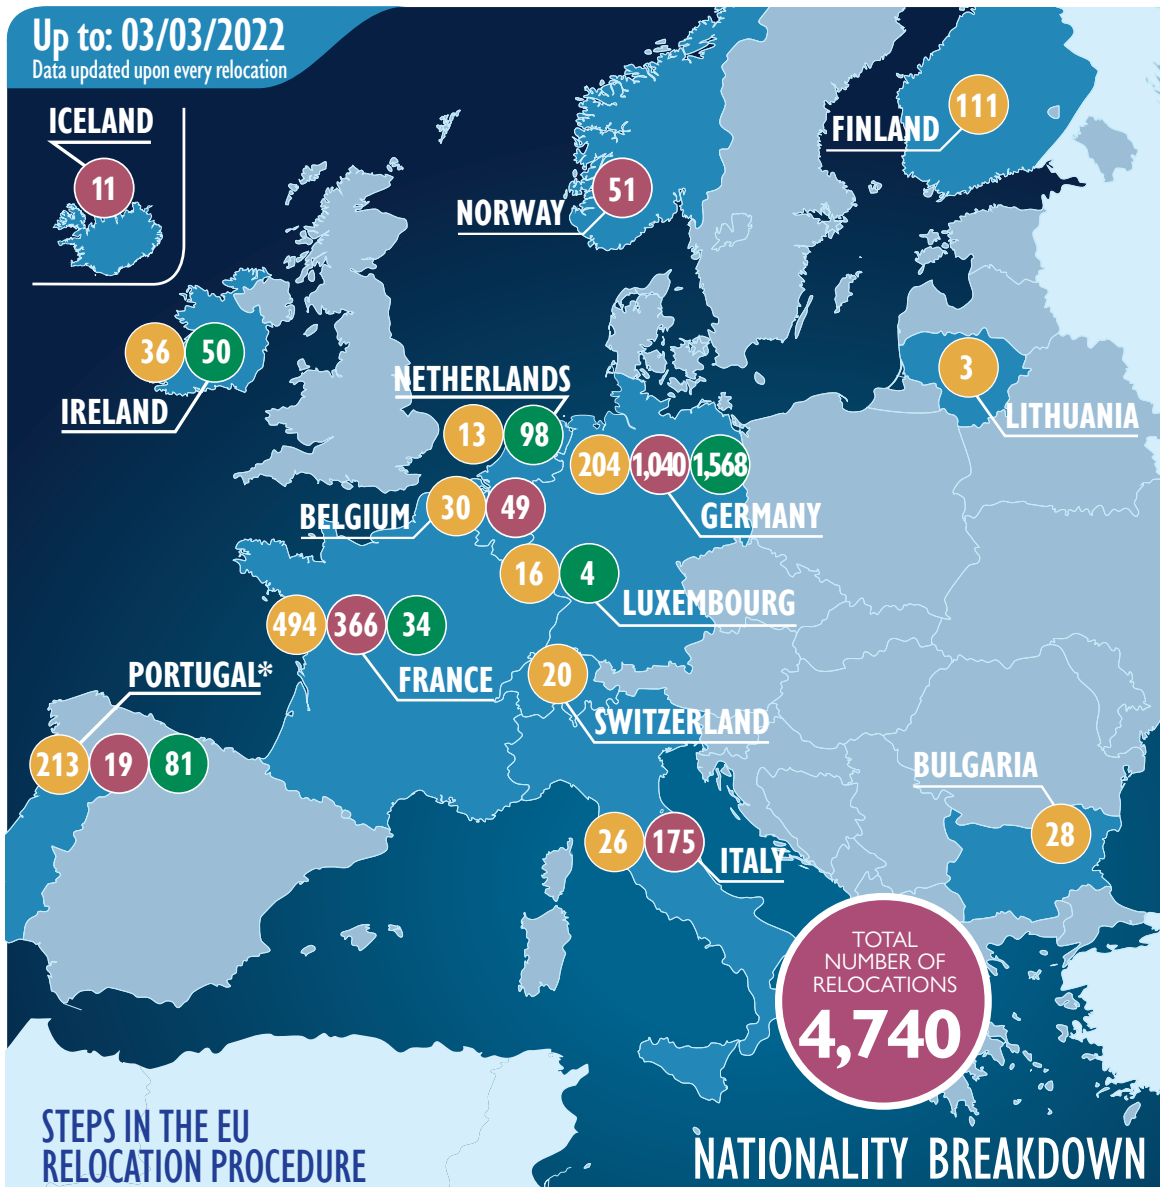 Up to: 03/03/2022
Data updated upon every relocation
ICELAND
11
FINLAND
111
NORWAY
51
36
50
IRELAND
NETHERLANDS
13
98
3
LITHUANIA
204
1,040
1,568
GERMANY
BELGIUM
30
49
16
4
LUXEMBOURG
494
366
34
FRANCE
PORTUGAL*
213
19
81
20
SWITZERLAND
BULGARIA
28
26
175
ITALY
TOTAL
NUMBER OF
RELOCATIONS
4,740
STEPS IN THE EU
RELOCATION PROCEDURE
NATIONALITY BREAKDOWN